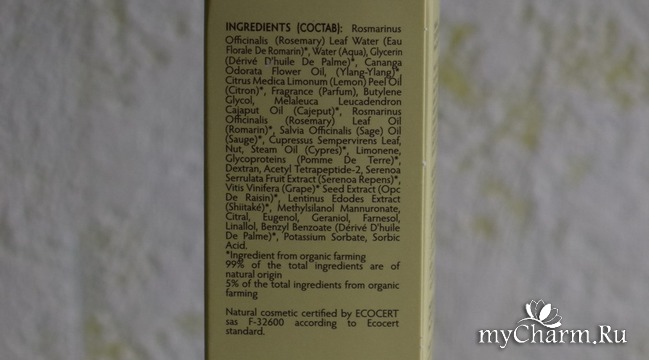 INGREDIENTS (СОСТАВ): Rosmarinus
Officinalis (Rosemary) Leaf Water (Eau
Florale De Romarin)*, Water (Aqua), Glycerin
(Dérivé D'huile De Palme)*, Cananga
Odorata Flower Oil, (Ylang-Ylang)*,
Citrus Medica Limonum (Lemon) Peel Oil
(Citron)*, Fragrance (Parfum), Butylene
Glycol, Melaleuca Leucadendron
Cajaput Oil (Cajeput)*, Rosmarinus
Officinalis (Rosemary) Leaf Oil
(Romarin)*, Salvia Officinalis (Sage) Oil
(Sauge)*, Cupressus Sempervirens Leaf,
Nut, Steam Oil (Cypres)*, Limonene,
Glycoproteins (Pomme De Terre)*,
Dextran, Acetyl Tetrapeptide-2, Serenoa
Serrulata Fruit Extract (Serenoa Repens)*,
Vitis Vinifera (Grape)* Seed Extract (Opc
De Raisin)*, Lentinus Edodes Extract
(Shiitaké)*, Methylsilanol Mannuronate,
Citral, Eugenol, Geraniol, Farnesol,
Linallol, Benzyl Benzoate (Dérivé D'huile
De Palme)*, Potassium Sorbate, Sorbic
Acid.
*Ingredient from organic farming
99% of the total ingredients are of
natural origin
5% of the total ingredients from organic
farming
Natural cosmetic certified by ECOCERT
sas F-32600 according to Ecocert
standard.
myCharm.Ru